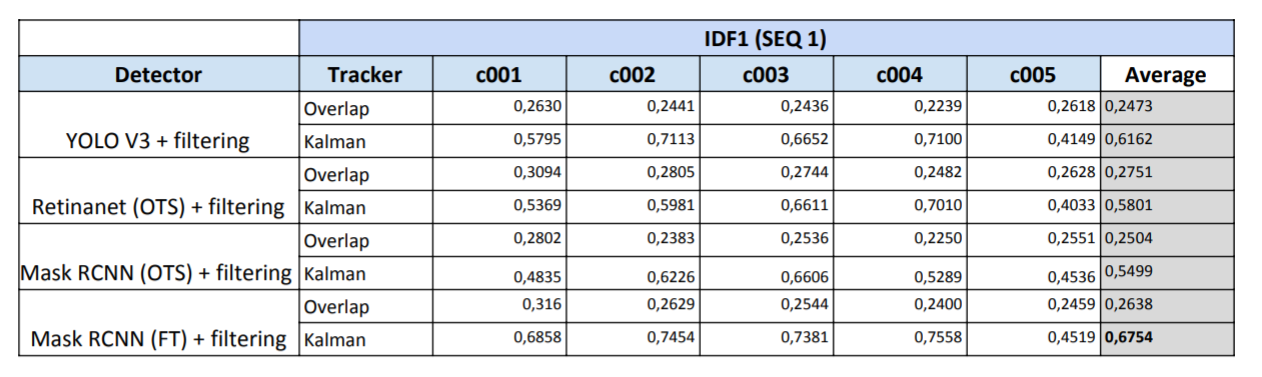 IDF1 (SEQ 1)
Detector Tracker c001 c002 c003 c004 c005 Average
YOLO V3 + filtering Overlap 0,2630 0,2441 0,2436 0,2239 0,2618 0,2473
Kalman 0,5795 0,7113 0,6652 0,7100 0,4149 0,6162
Retinanet (OTS) + filtering Overlap 0,3094 0,2805 0,2744 0,2482 0,2628 0,2751
Kalman 0,5369 0,5981 0,6611 0,7010 0,4033 0,5801
Mask RCNN (OTS) + filtering Overlap 0,2802 0,2383 0,2536 0,2250 0,2551 0,2504
Kalman 0,4835 0,6226 0,6606 0,5289 0,4536 0,5499
Mask RCNN (FT) + filtering Overlap 0,316 0,2629 0,2544 0,2400 0,2459 0,2638
Kalman 0,6858 0,7454 0,7381 0,7558 0,4519 0,6754